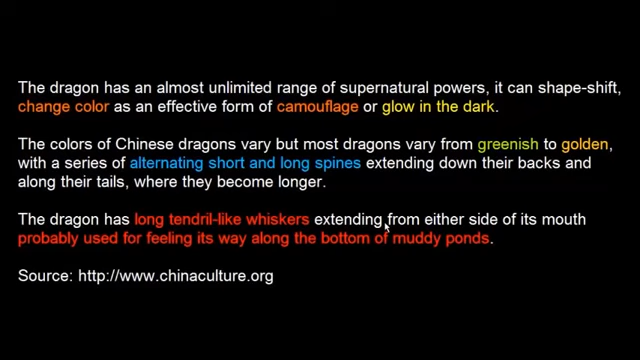 The dragon has an almost unlimited range of supernatural powers, it can shape-shift,
change color as an effective form of camouflage or glow in the dark.
The colors of Chinese dragons vary but most dragons vary from greenish to golden,
with a series of alternating short and long spines extending down their backs and
along their tails, where they become longer.
The dragon has long tendril-like whiskers extending from either side of its mouth
probably used for feeling its way along the bottom of muddy ponds.
Source: http://www.chinaculture.org